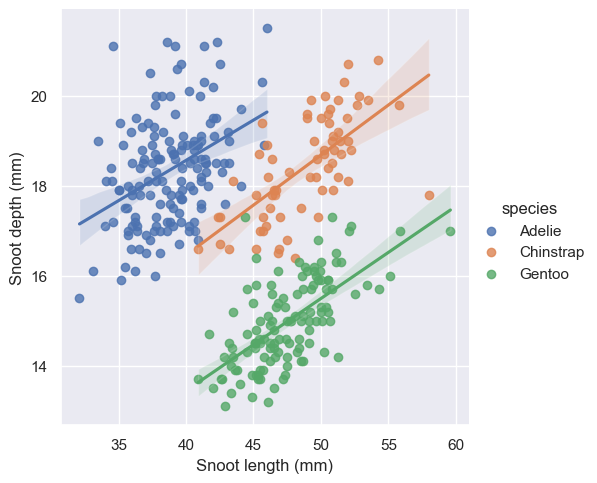 20
18
16
14
Snoot depth (mm)
35 40 45 50 55 60
Snoot length (mm)
species
Adelie
Chinstrap
Gentoo